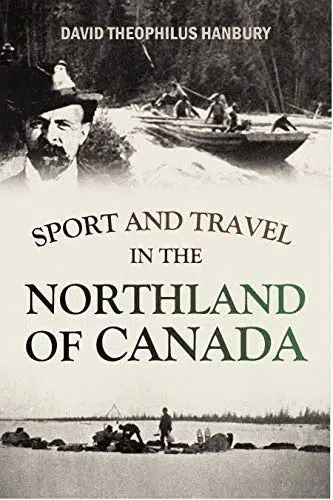 DAVID THEOPHILUS HANBURY
SPORT AND TRAVEL
IN THE
NORTHLAND
OF CANADA